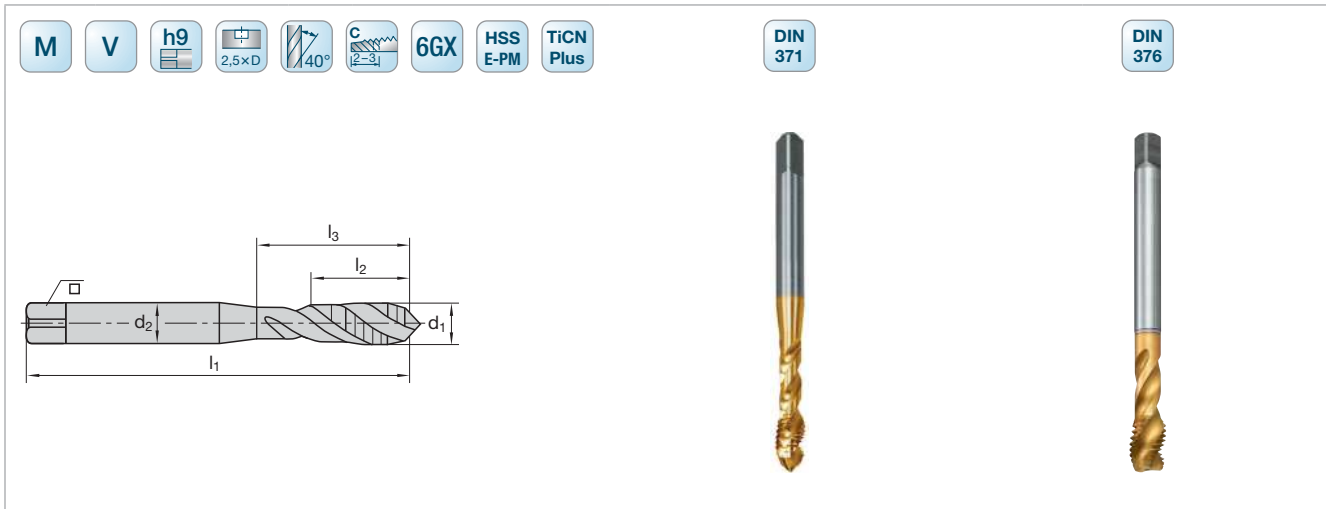 M
V
h9
2,5×D
40°
C
2–3
6GX
HSS
E-PM
TiCN
Plus
DIN
371
DIN
376
l3
l2
d2
d1
l1